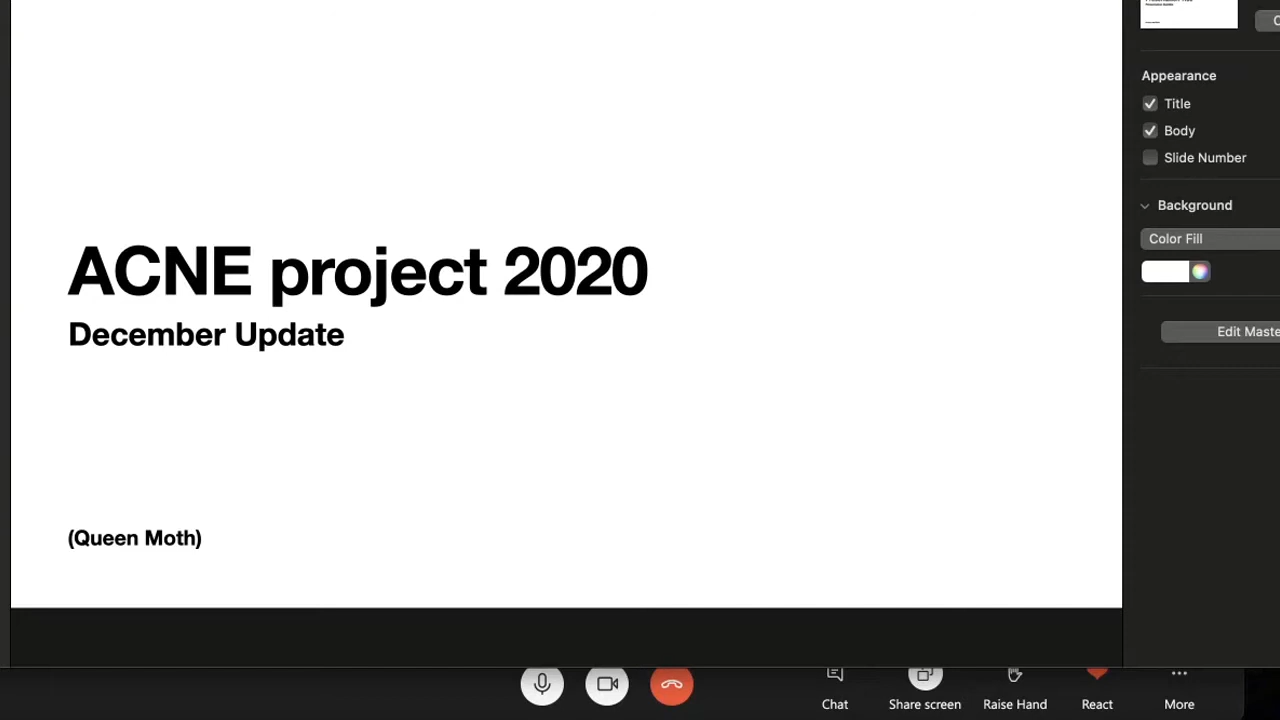 Appearance
Title
Body
Slide Number
Background
Color Fill
ACNE project 2020
December Update
Edit Maste
(Queen Moth)
Chat
Share screen
Raise Hand
React
More